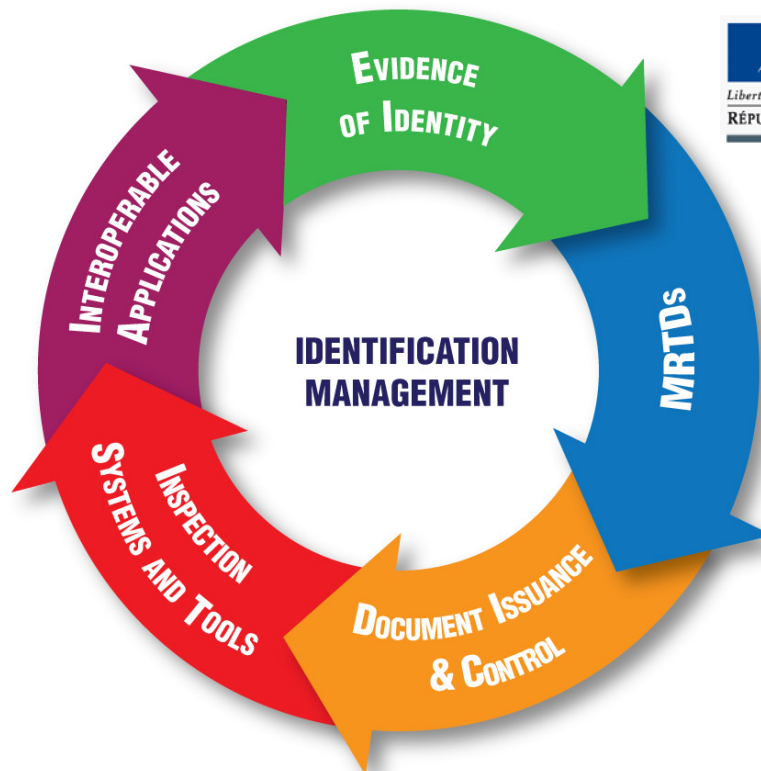 EVIDENCE
OF IDENTITY
MRTDs
DOCUMENT ISSUANCE
& CONTROL
INSPECTION
SYSTEMS AND TOOLS
INTEROPERABLE
APPLICATIONS
IDENTIFICATION
MANAGEMENT